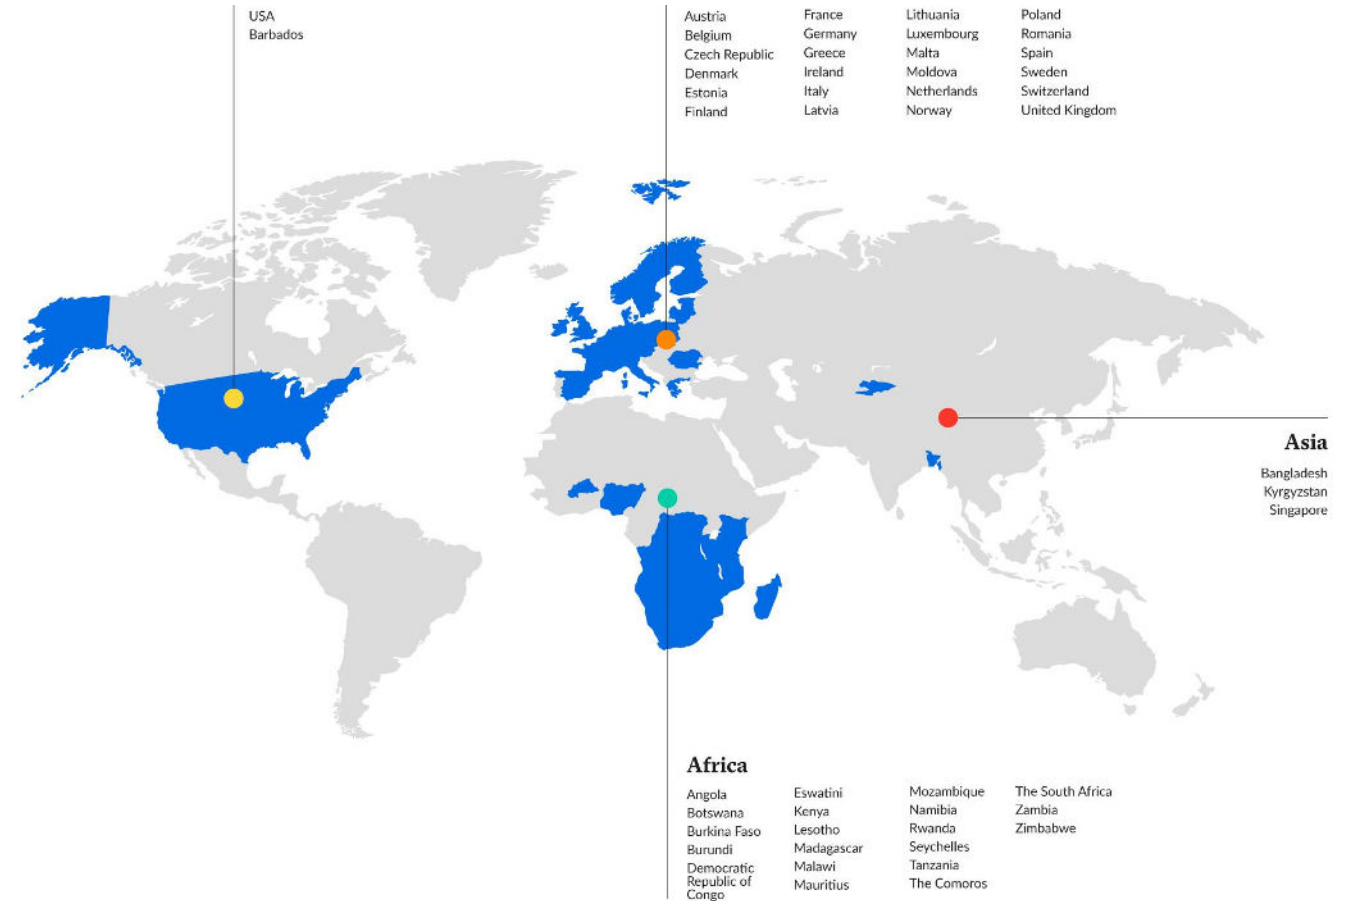 USA
Barbados
Austria
Belgium
Czech Republic
Denmark
Estonia
Finland
France
Germany
Greece
Ireland
Italy
Latvia
Lithuania
Luxembourg
Malta
Moldova
Netherlands
Norway
Poland
Romania
Spain
Sweden
Switzerland
United Kingdom
Asia
Bangladesh
Kyrgyzstan
Singapore
Africa
Angola
Botswana
Burkina Faso
Burundi
Democratic
Republic of
Congo
Eswatini
Kenya
Lesotho
Madagascar
Malawi
Mauritius
Mozambique
Namibia
Rwanda
Seychelles
Tanzania
The Comoros
The South Africa
Zambia
Zimbabwe